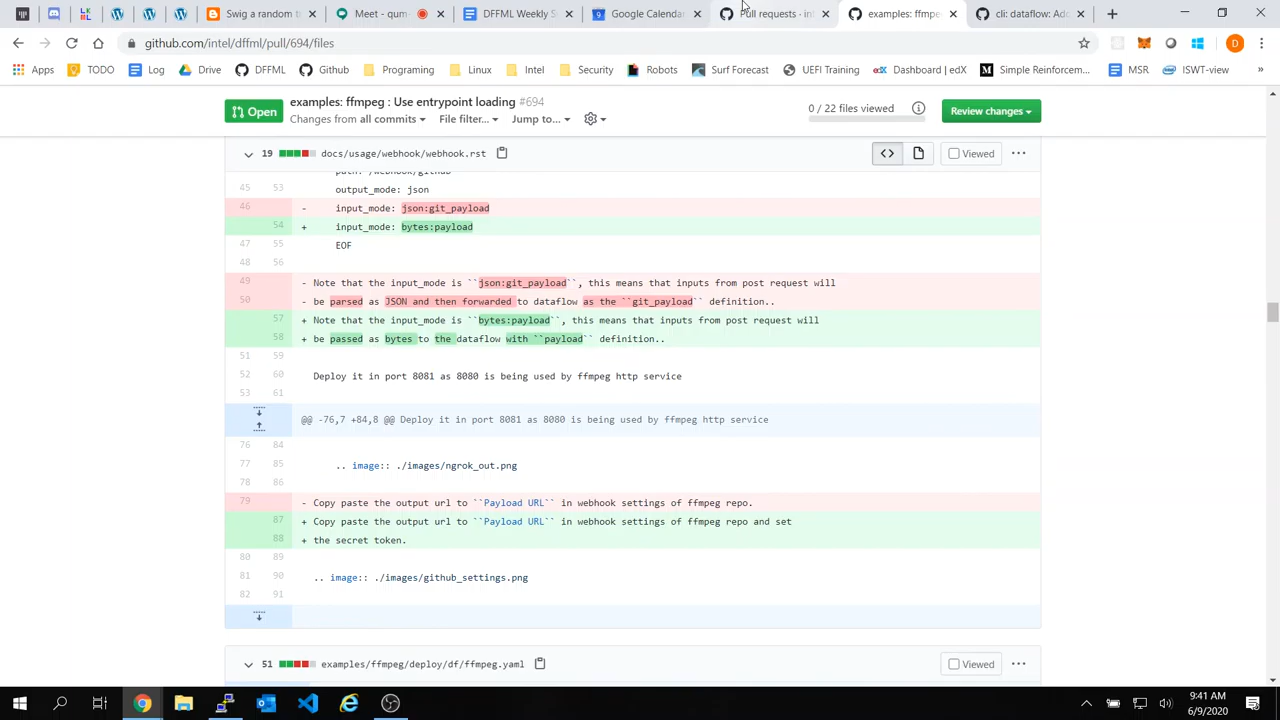 Swig a random t
Meet - qum
DFFML Weekly S
Google Calenda
Pull requests - in
examples: ffmpe
cli: dataflow: Ad
github.com/intel/dffml/pull/694/files
D
Apps
TODO
Log
Drive
DFFML
Github
Programming
Linux
Intel
Security
Robots
Surf Forecast
UEFI Training
edX
Dashboard | edX
M
Simple Reinforcem...
MSR
ISWT-view
»
Open
examples: ffmpeg : Use entrypoint loading #694
Changes from all commits
File filter...
Jump to...
0 / 22 files viewed
Review changes
19 docs/usage/webhook/webhook.rst
Viewed
45 53 output_mode: json
46 - input_mode: json:git_payload
54 + input_mode: bytes:payload
47 55 EOF
48 56
49 - Note that the input_mode is ``json:git_payload``, this means that inputs from post request will
50 - be parsed as JSON and then forwarded to dataflow as the ``git_payload`` definition..
57 + Note that the input_mode is ``bytes:payload``, this means that inputs from post request will
58 + be passed as bytes to the dataflow with ``payload`` definition..
51 59
52 60 Deploy it in port 8081 as 8080 is being used by ffmpeg http service
53 61
@@ -76,7 +84,8 @@ Deploy it in port 8081 as 8080 is being used by ffmpeg http service
76 84
77 85 .. image:: ./images/ngrok_out.png
78 86
79 - Copy paste the output url to ``Payload URL`` in webhook settings of ffmpeg repo.
87 + Copy paste the output url to ``Payload URL`` in webhook settings of ffmpeg repo and set
88 + the secret token.
80 89
81 90 .. image:: ./images/github_settings.png
82 91
51 examples/ffmpeg/deploy/df/ffmpeg.yaml
Viewed
9:41 AM
6/9/2020